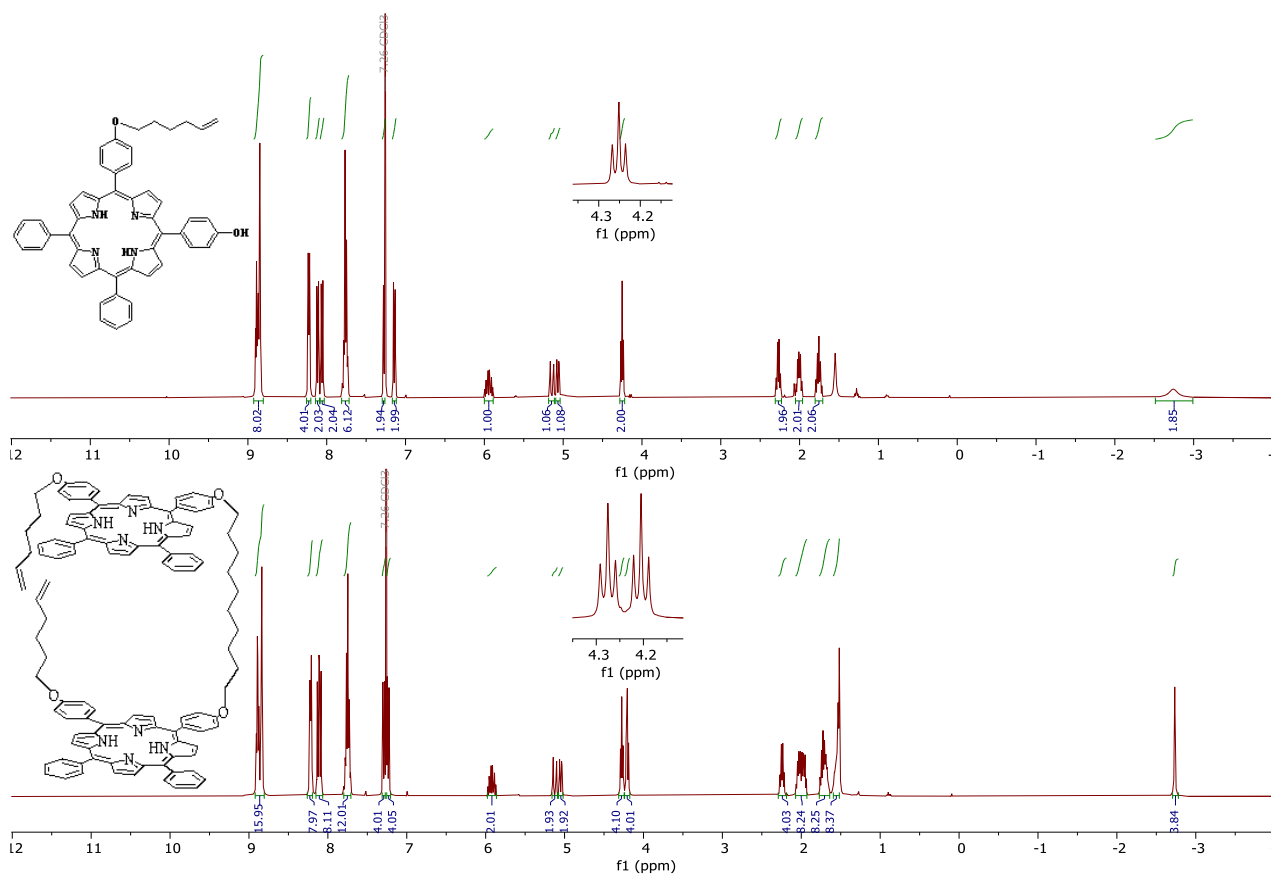 7.26 CDCl3
O
NH
N
N
HN
OH
4.3 4.2
f1 (ppm)
8.02
4.01
2.03
2.04
6.12
1.94
1.99
1.00
1.06
1.08
2.00
1.96
2.01
2.06
1.85
12 11 10 9 8 7 6 5 4 3 2 1 0 -1 -2 -3
f1 (ppm)
7.26 CDCl3
O
O
N
NH
HN
N
4.3 4.2
f1 (ppm)
O
O
N
NH
HN
N
15.95
7.97
8.11
12.01
4.01
4.05
2.01
1.93
1.92
4.10
4.01
4.03
8.24
8.25
8.37
3.84
12 11 10 9 8 7 6 5 4 3 2 1 0 -1 -2 -3
f1 (ppm)